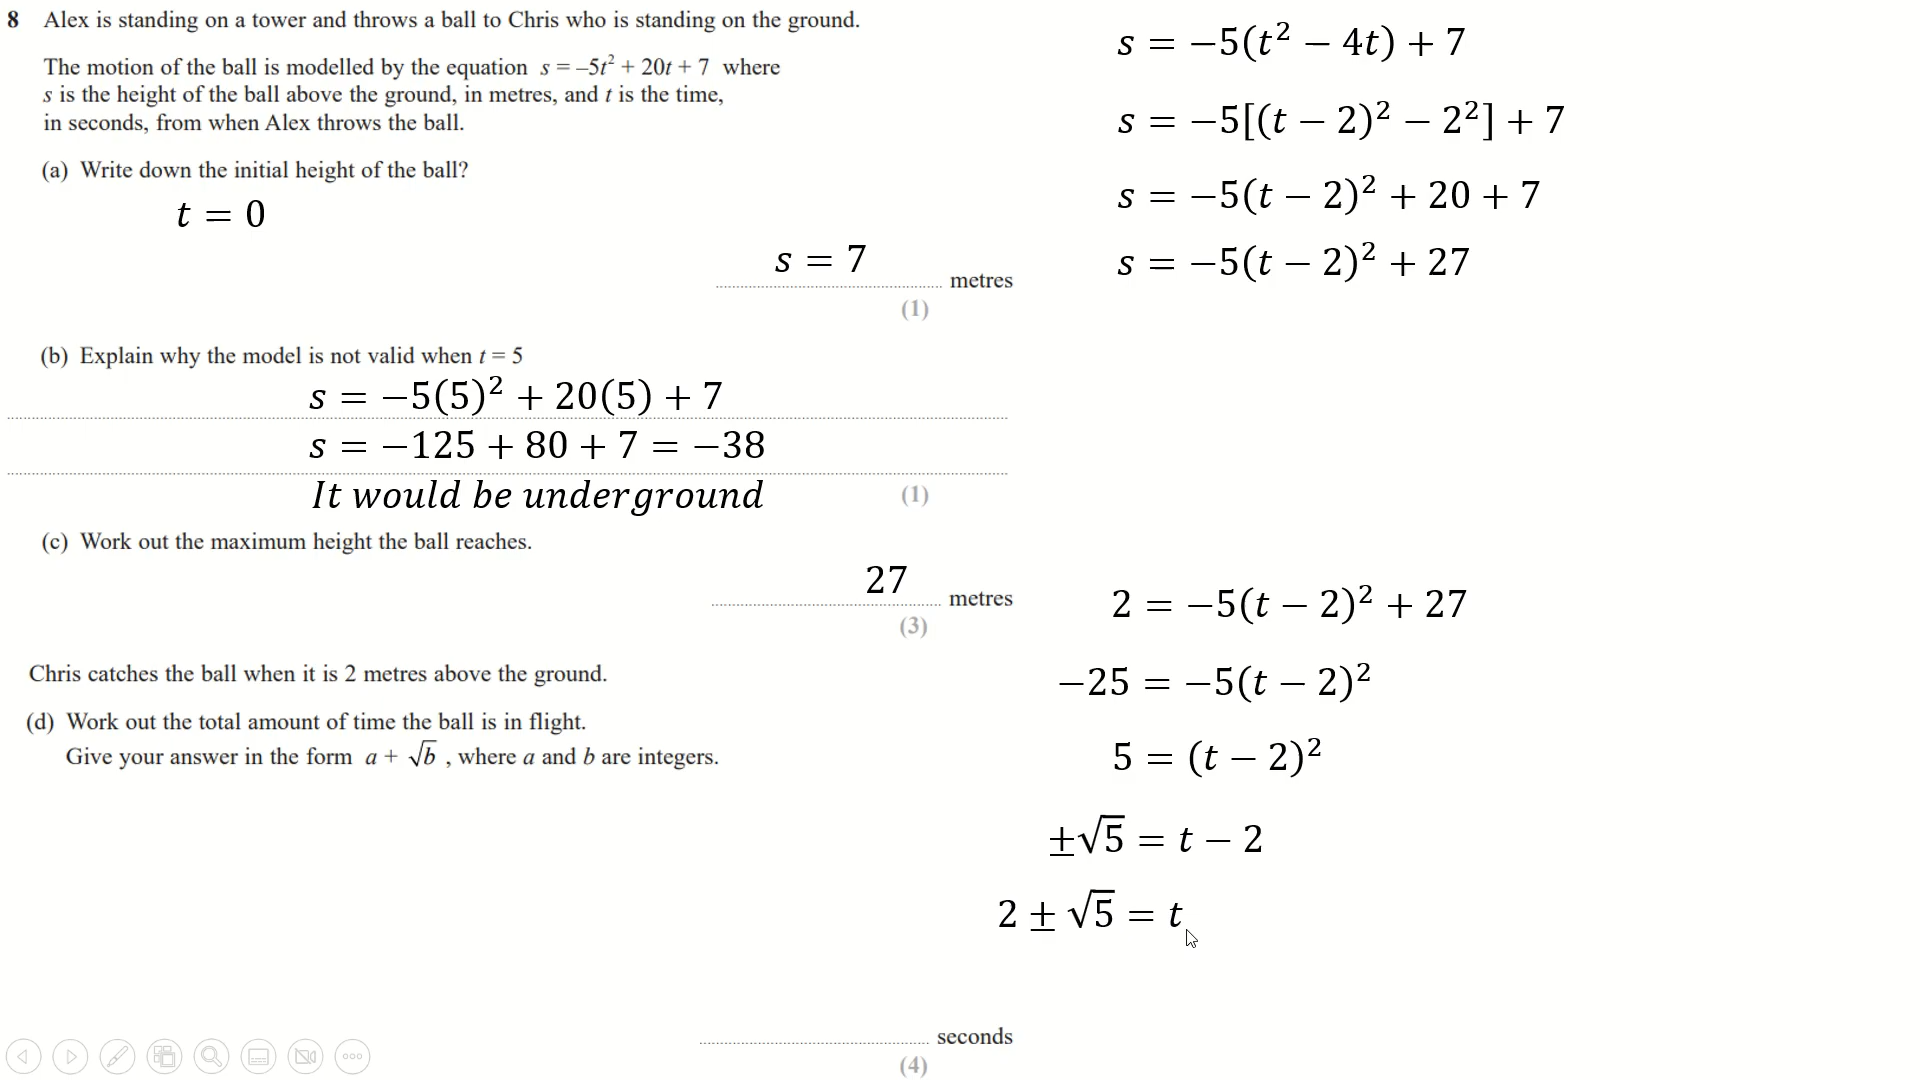 8 Alex is standing on a tower and throws a ball to Chris who is standing on the ground.
The motion of the ball is modelled by the equation s = –5t² + 20t + 7 where
s is the height of the ball above the ground, in metres, and t is the time,
in seconds, from when Alex throws the ball.
(a) Write down the initial height of the ball?
t = 0
s = 7
metres
(1)
(b) Explain why the model is not valid when t = 5
s = −5(5)² + 20(5) + 7
s = −125 + 80 + 7 = −38
It would be underground
(1)
(c) Work out the maximum height the ball reaches.
27
metres
(3)
Chris catches the ball when it is 2 metres above the ground.
(d) Work out the total amount of time the ball is in flight.
Give your answer in the form a + √b , where a and b are integers.
seconds
(4)
s = −5(t² − 4t) + 7
s = −5[(t − 2)² − 2²] + 7
s = −5(t − 2)² + 20 + 7
s = −5(t − 2)² + 27
2 = −5(t − 2)² + 27
−25 = −5(t − 2)²
5 = (t − 2)²
±√5 = t − 2
2 ± √5 = t